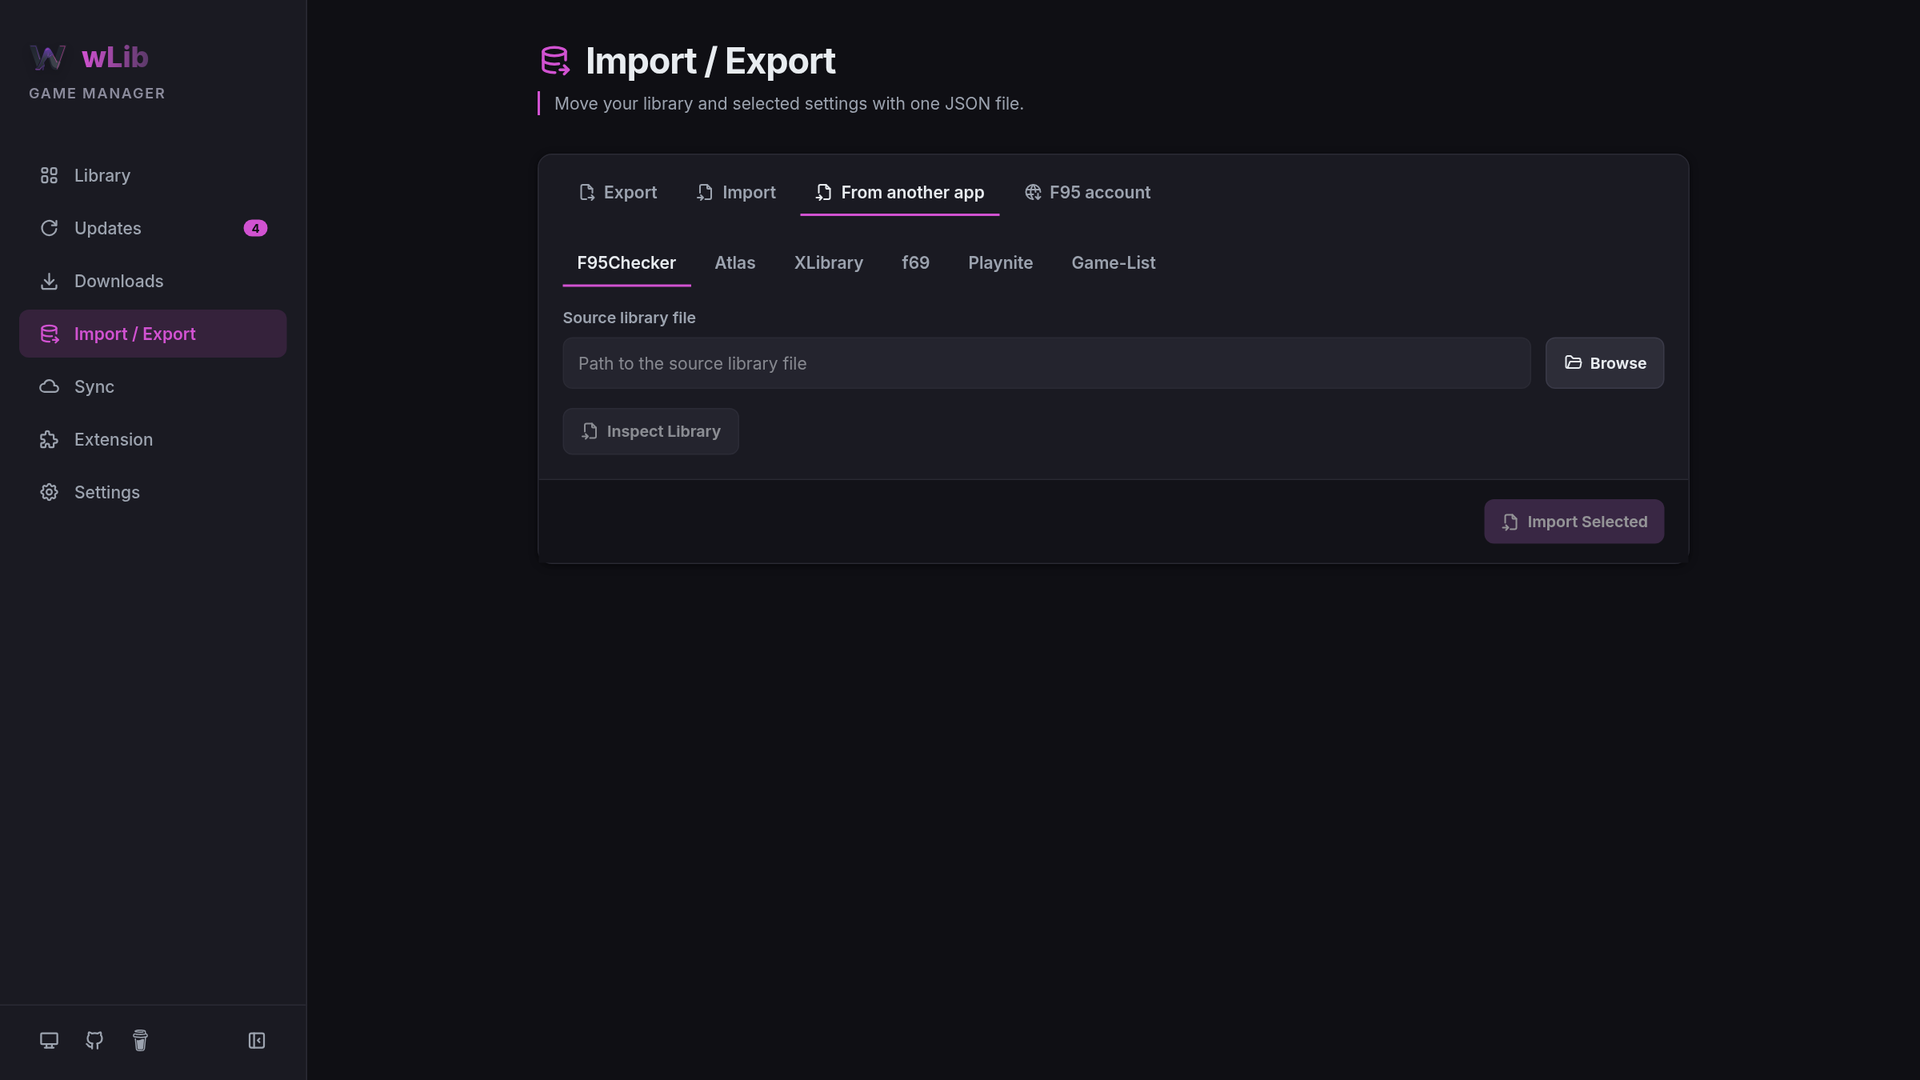 wLib
GAME MANAGER
Library
Updates 4
Downloads
Import / Export
Sync
Extension
Settings
Import / Export
Move your library and selected settings with one JSON file.
Export Import From another app F95 account
F95Checker Atlas XLibrary f69 Playnite Game-List
Source library file
Path to the source library file Browse
Inspect Library
Import Selected